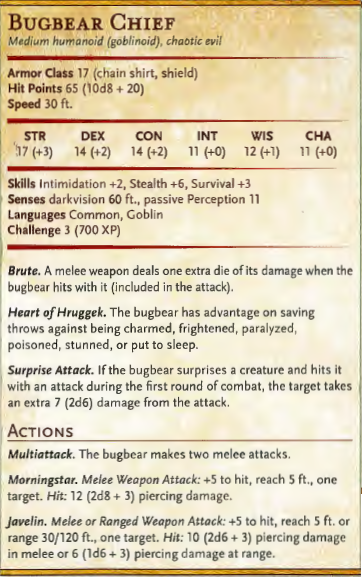 BUGBEAR CHIEF
Medium humanoid (goblinoid), chaotic evil
Armor Class 17 (chain shirt, shield)
Hit Points 65 (10d8 + 20)
Speed 30 ft.
STR DEX CON INT WIS CHA
17 (+3) 14 (+2) 14 (+2) 11 (+0) 12 (+1) 11 (+0)
Skills Intimidation +2, Stealth +6, Survival +3
Senses darkvision 60 ft., passive Perception 11
Languages Common, Goblin
Challenge 3 (700 XP)
Brute. A melee weapon deals one extra die of its damage when the
bugbear hits with it (included in the attack).
Heart of Hruggek. The bugbear has advantage on saving
throws against being charmed, frightened, paralyzed,
poisoned, stunned, or put to sleep.
Surprise Attack. If the bugbear surprises a creature and hits it
with an attack during the first round of combat, the target takes
an extra 7 (2d6) damage from the attack.
ACTIONS
Multiattack. The bugbear makes two melee attacks.
Morningstar. Melee Weapon Attack: +5 to hit, reach 5 ft., one
target. Hit: 12 (2d8 + 3) piercing damage.
Javelin. Melee or Ranged Weapon Attack: +5 to hit, reach 5 ft. or
range 30/120 ft., one target. Hit: 10 (2d6 + 3) piercing damage
in melee or 6 (1d6 + 3) piercing damage at range.